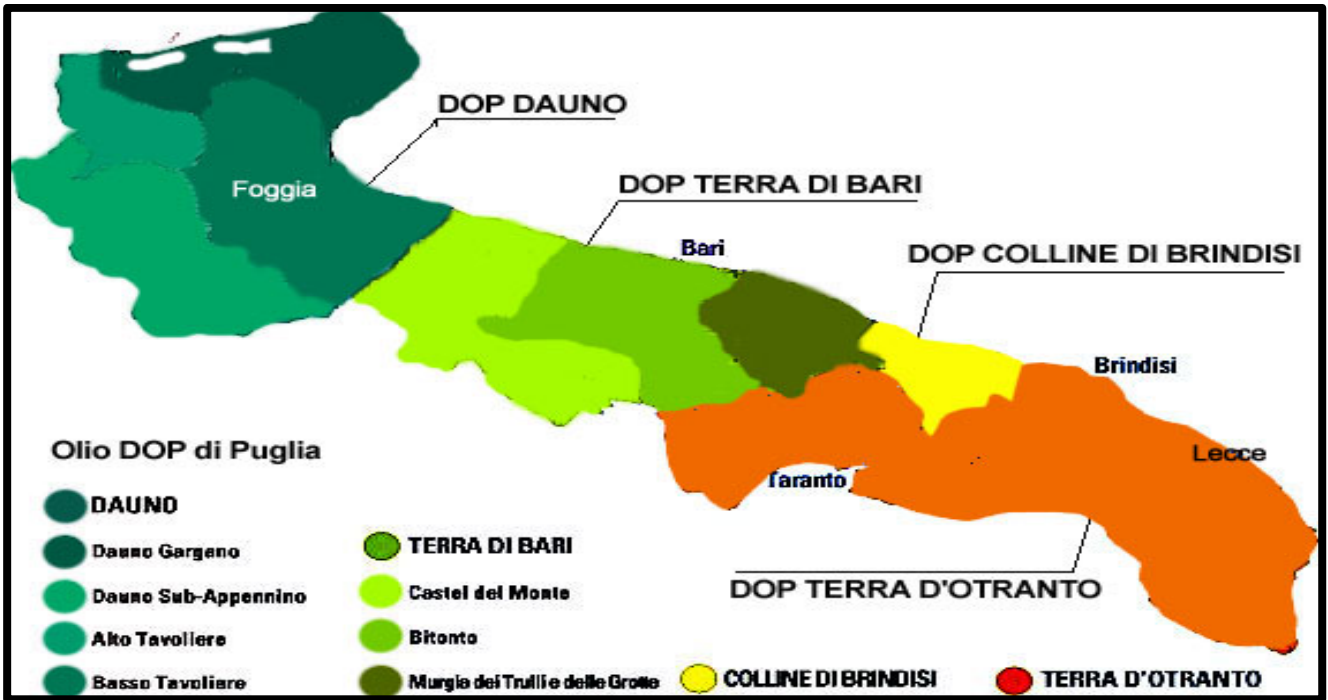 DOP DAUNO
Foggia
DOP TERRA DI BARI
Bari
DOP COLLINE DI BRINDISI
Brindisi
Lecce
Taranto
DOP TERRA D'OTRANTO
Olio DOP di Puglia
DAUNO
Dauno Gargano
Dauno Sub-Appennino
Alto Tavoliere
Basso Tavoliere
TERRA DI BARI
Castel del Monte
Bitonto
Murgia dei Trulli e delle Grotte
COLLINE DI BRINDISI
TERRA D'OTRANTO